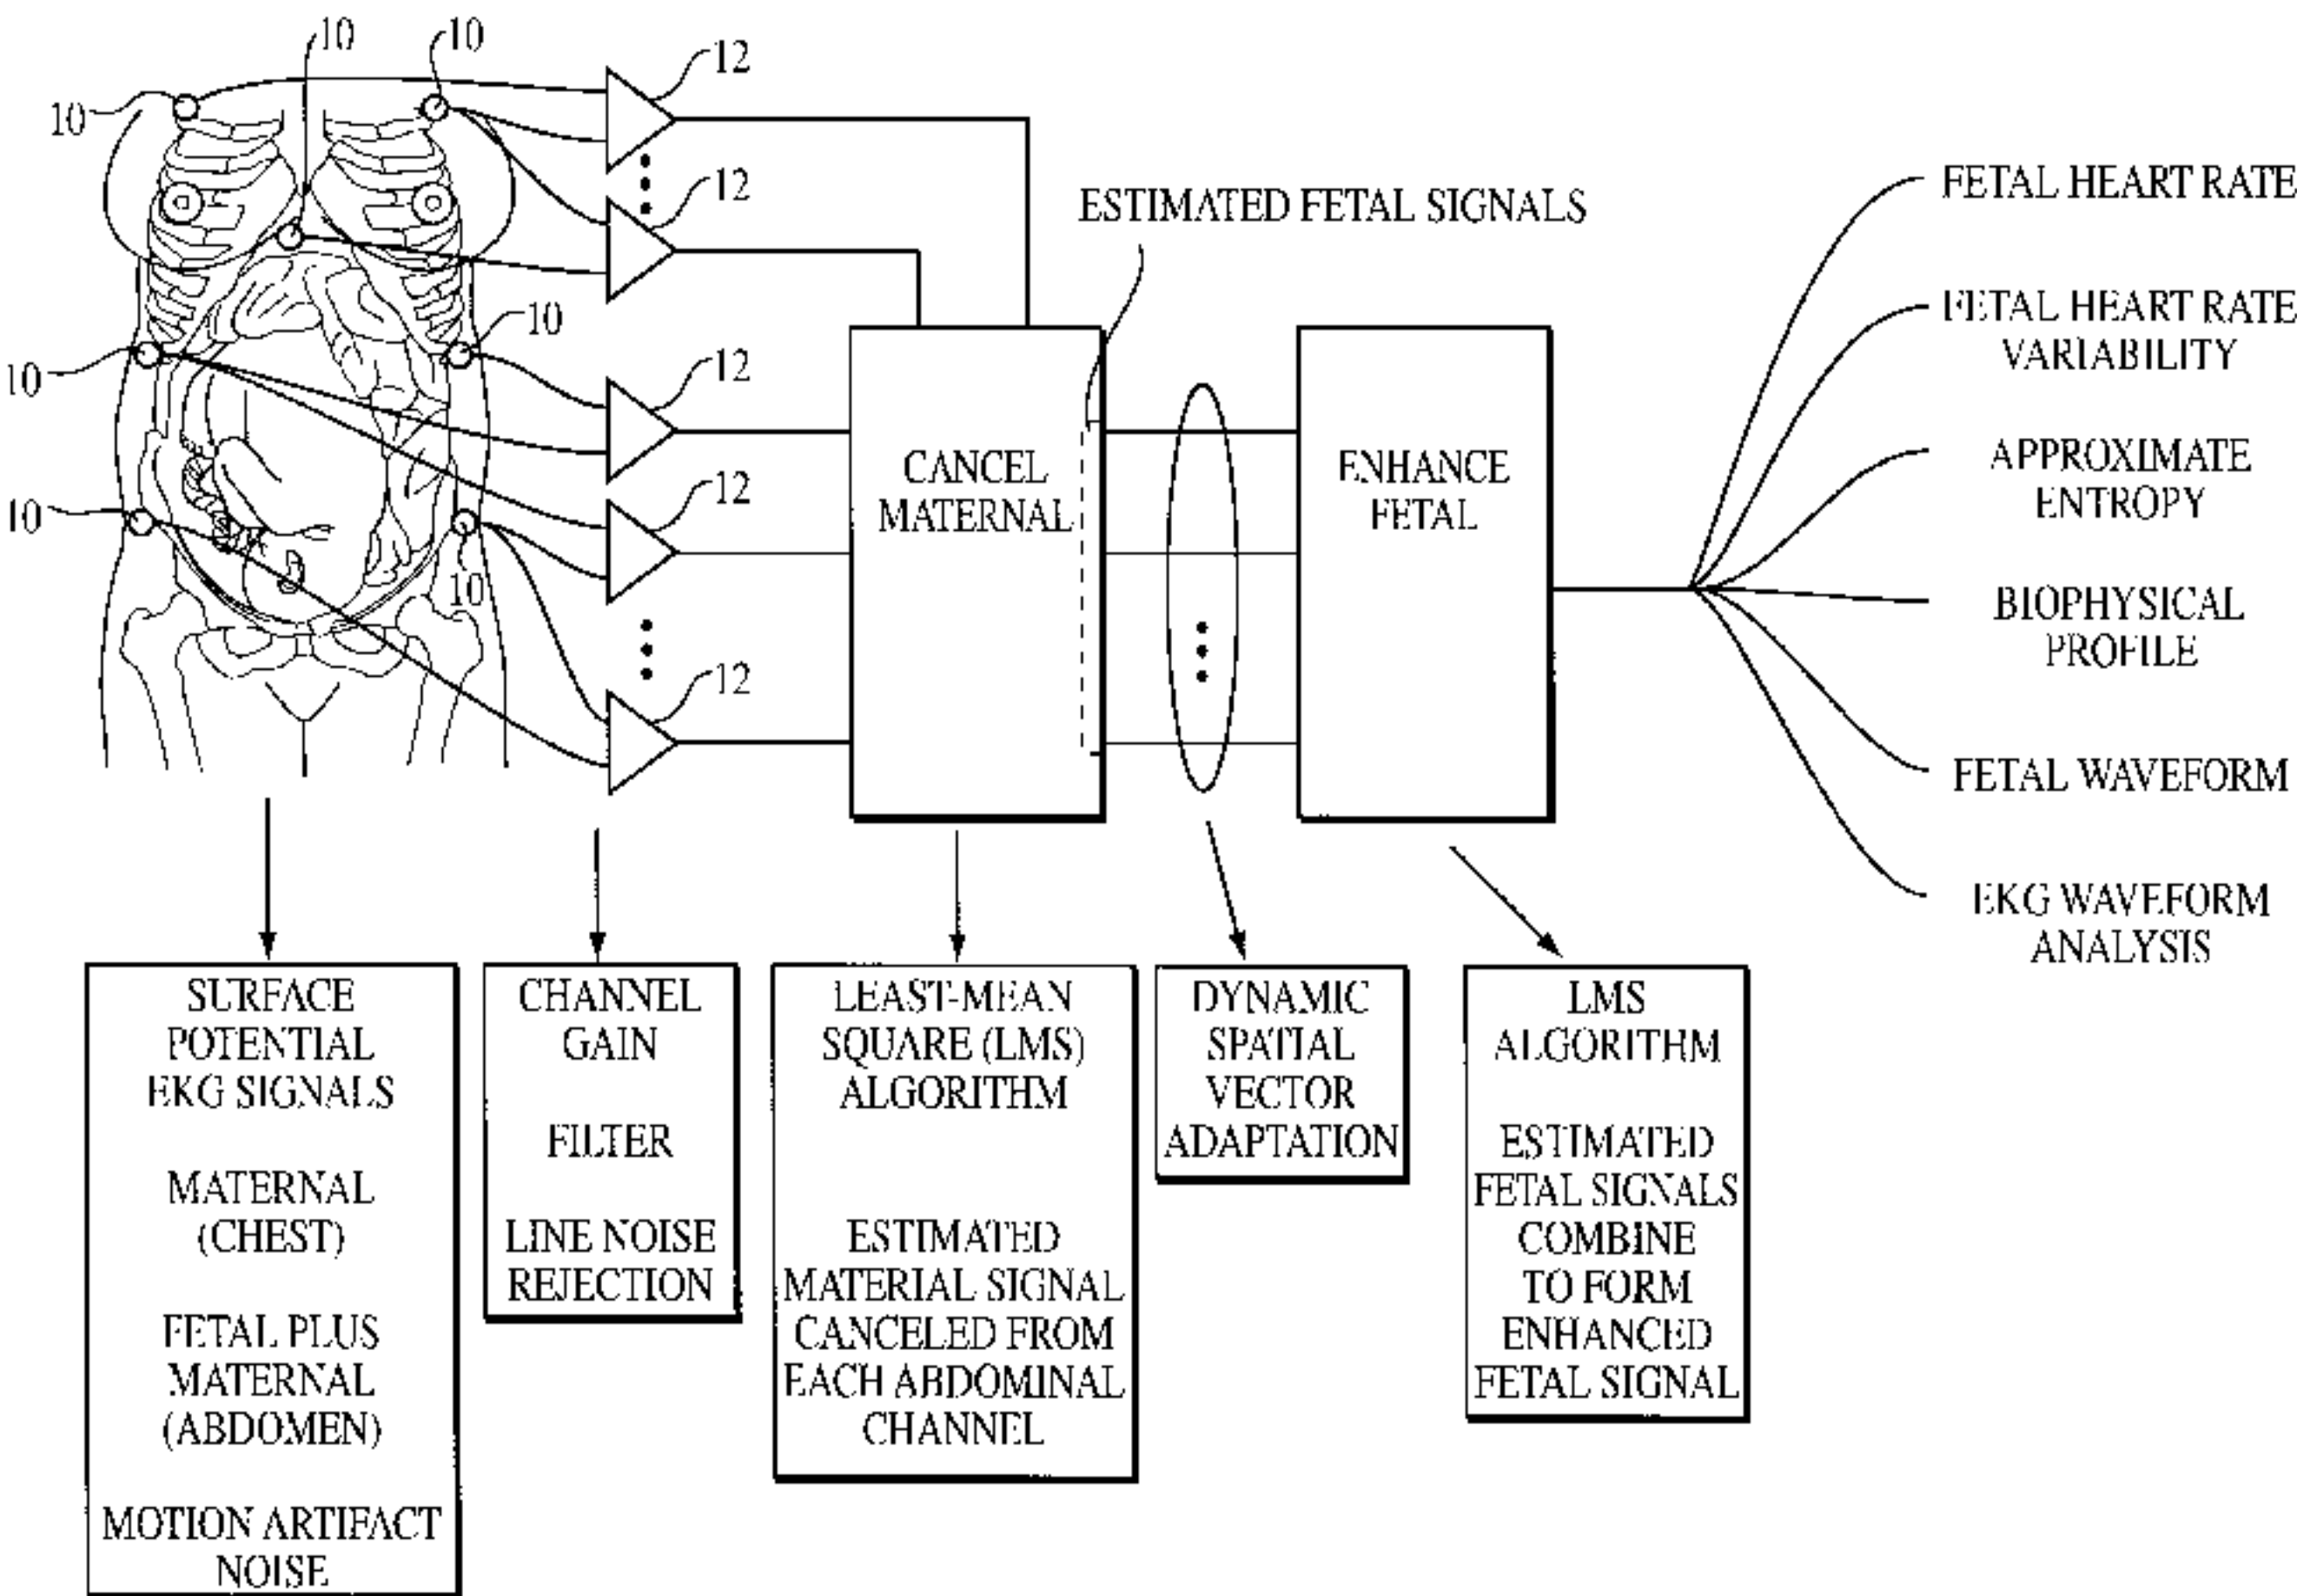 10
10
10
12
12
10
10
12
10
12
10
12
ESTIMATED FETAL SIGNALS
CANCEL
MATERNAL
ENHANCE
FETAL
FETAL HEART RATE
FETAL HEART RATE
VARIABILITY
APPROXIMATE
ENTROPY
BIOPHYSICAL
PROFILE
FETAL WAVEFORM
EKG WAVEFORM
ANALYSIS
SURFACE
POTENTIAL
EKG SIGNALS
MATERNAL
(CHEST)
FETAL PLUS
MATERNAL
(ABDOMEN)
MOTION ARTIFACT
NOISE
CHANNEL
GAIN
FILTER
LINE NOISE
REJECTION
LEAST-MEAN
SQUARE (LMS)
ALGORITHM
ESTIMATED
MATERIAL SIGNAL
CANCELED FROM
EACH ABDOMINAL
CHANNEL
DYNAMIC
SPATIAL
VECTOR
ADAPTATION
LMS
ALGORITHM
ESTIMATED
FETAL SIGNALS
COMBINE
TO FORM
ENHANCED
FETAL SIGNAL